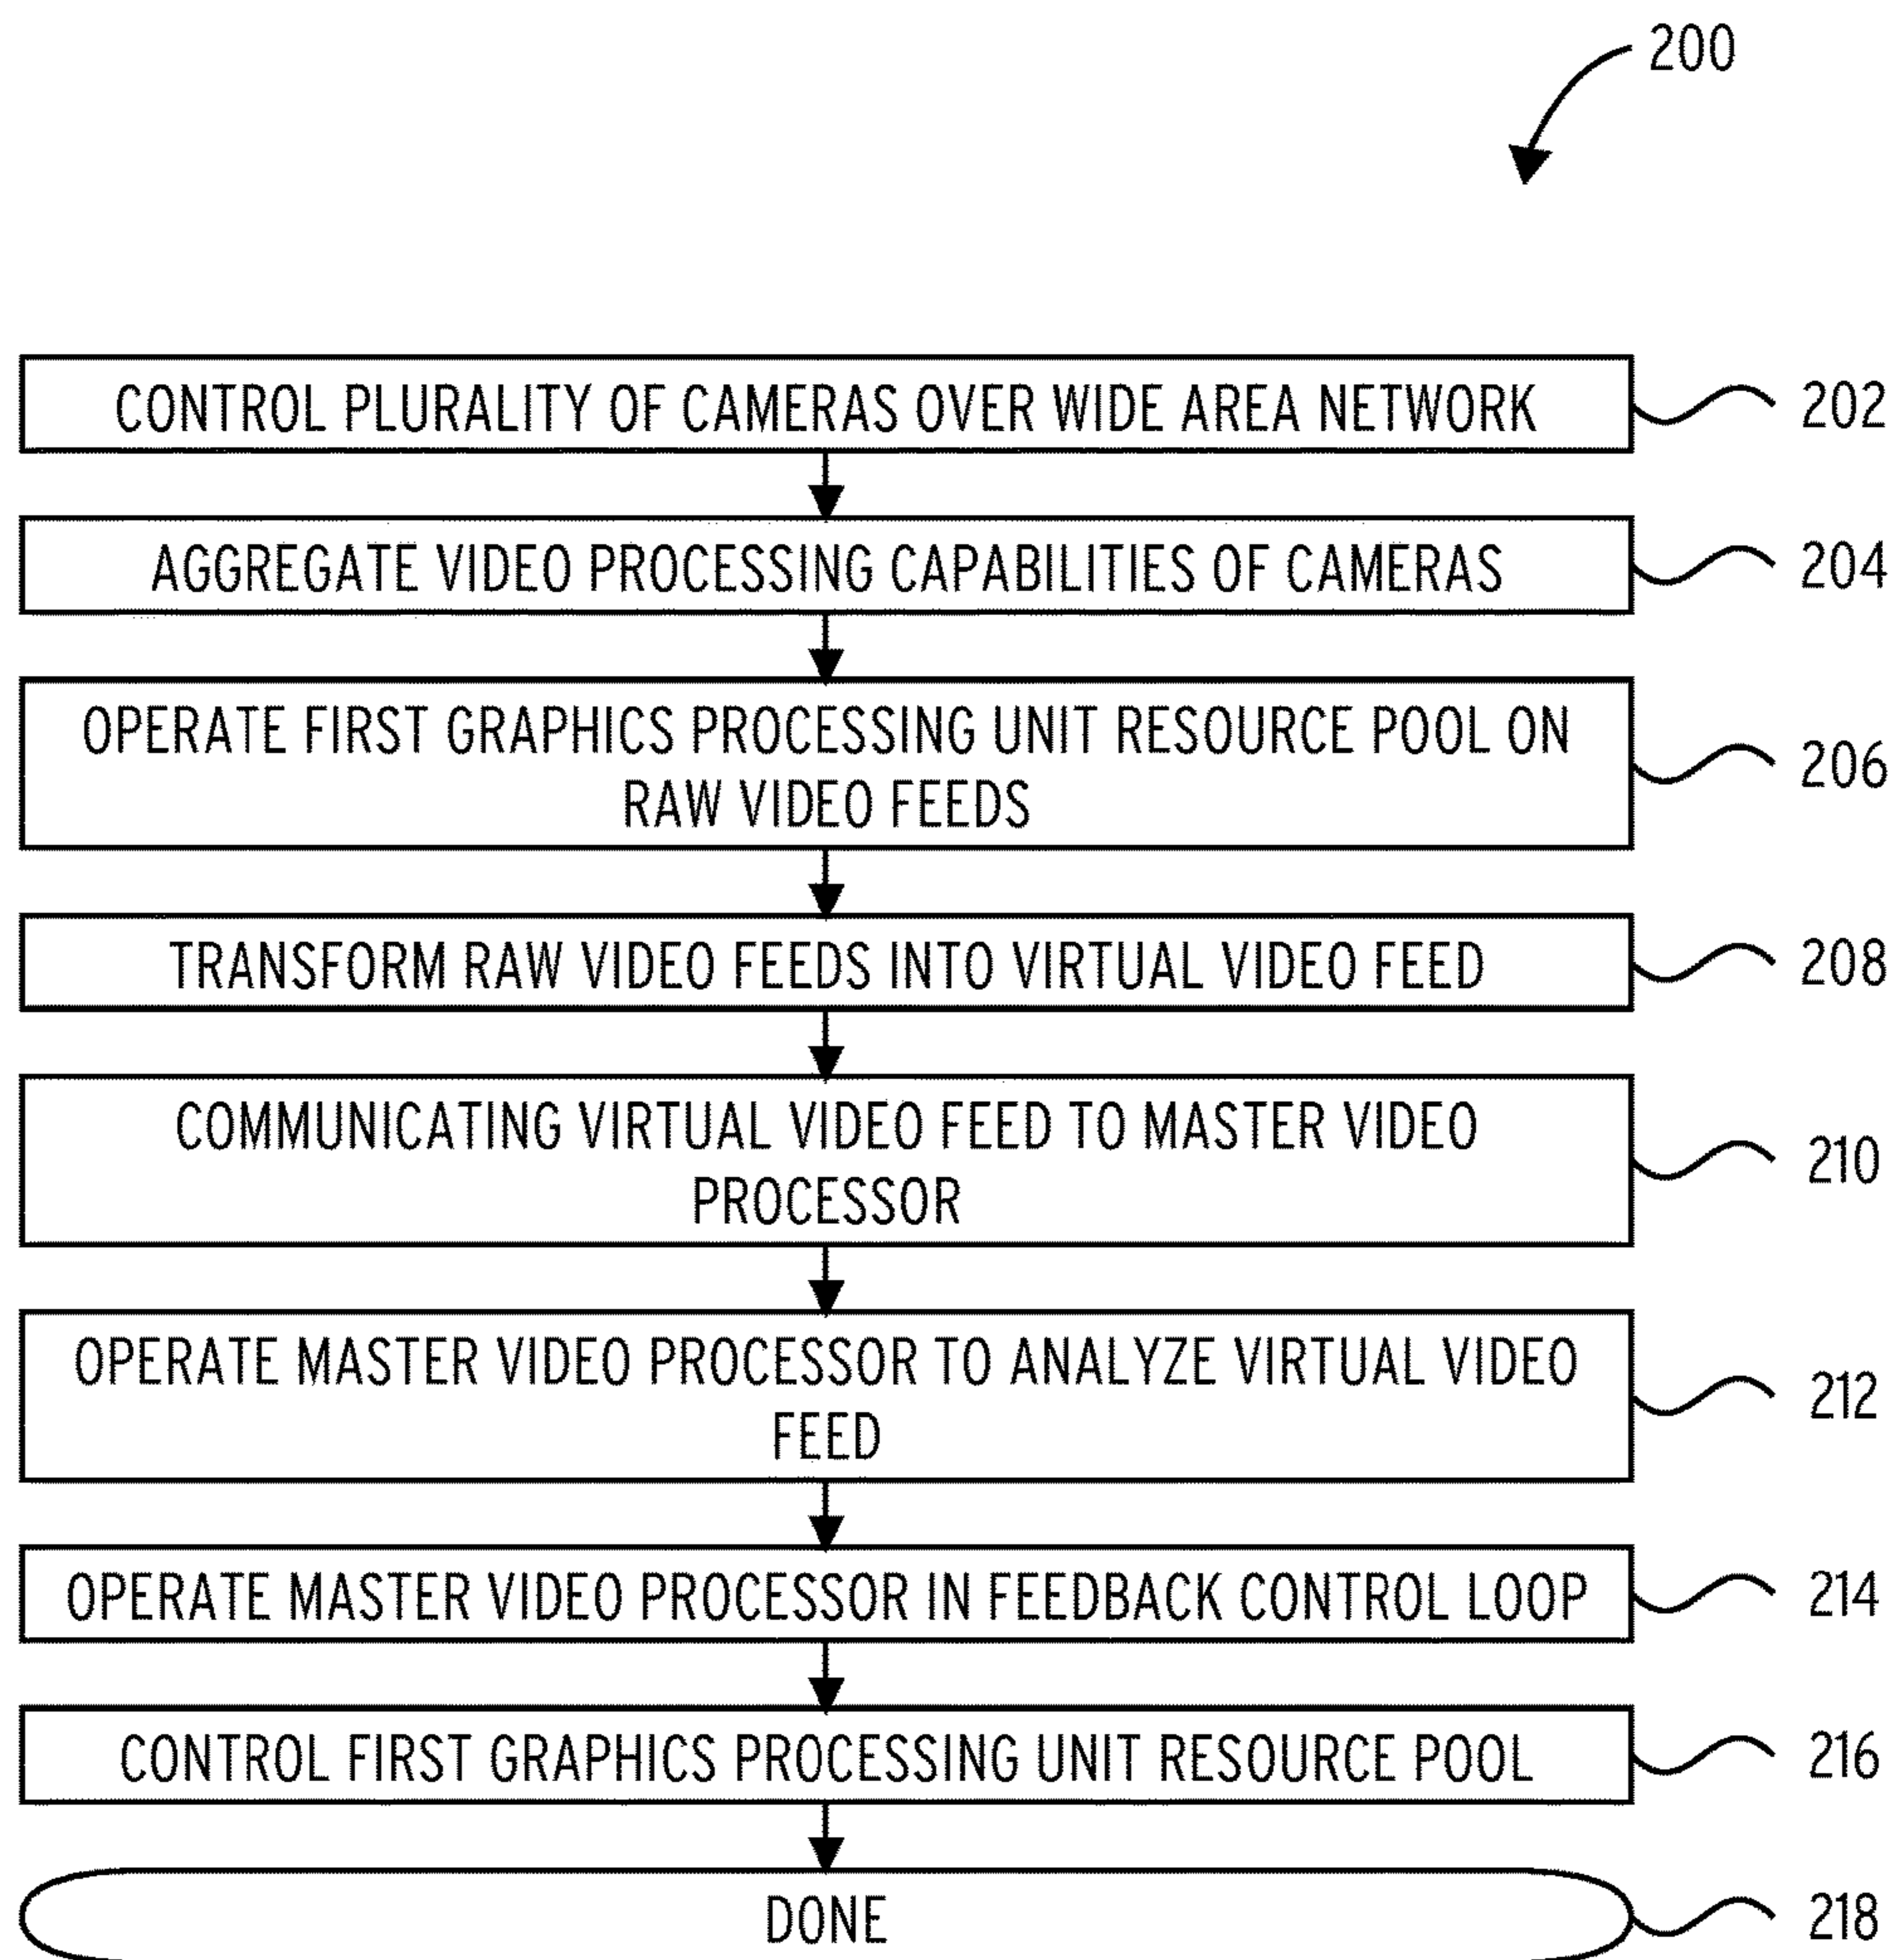 200
CONTROL PLURALITY OF CAMERAS OVER WIDE AREA NETWORK
202
AGGREGATE VIDEO PROCESSING CAPABILITIES OF CAMERAS
204
OPERATE FIRST GRAPHICS PROCESSING UNIT RESOURCE POOL ON
RAW VIDEO FEEDS
206
TRANSFORM RAW VIDEO FEEDS INTO VIRTUAL VIDEO FEED
208
COMMUNICATING VIRTUAL VIDEO FEED TO MASTER VIDEO
PROCESSOR
210
OPERATE MASTER VIDEO PROCESSOR TO ANALYZE VIRTUAL VIDEO
FEED
212
OPERATE MASTER VIDEO PROCESSOR IN FEEDBACK CONTROL LOOP
214
CONTROL FIRST GRAPHICS PROCESSING UNIT RESOURCE POOL
216
DONE
218